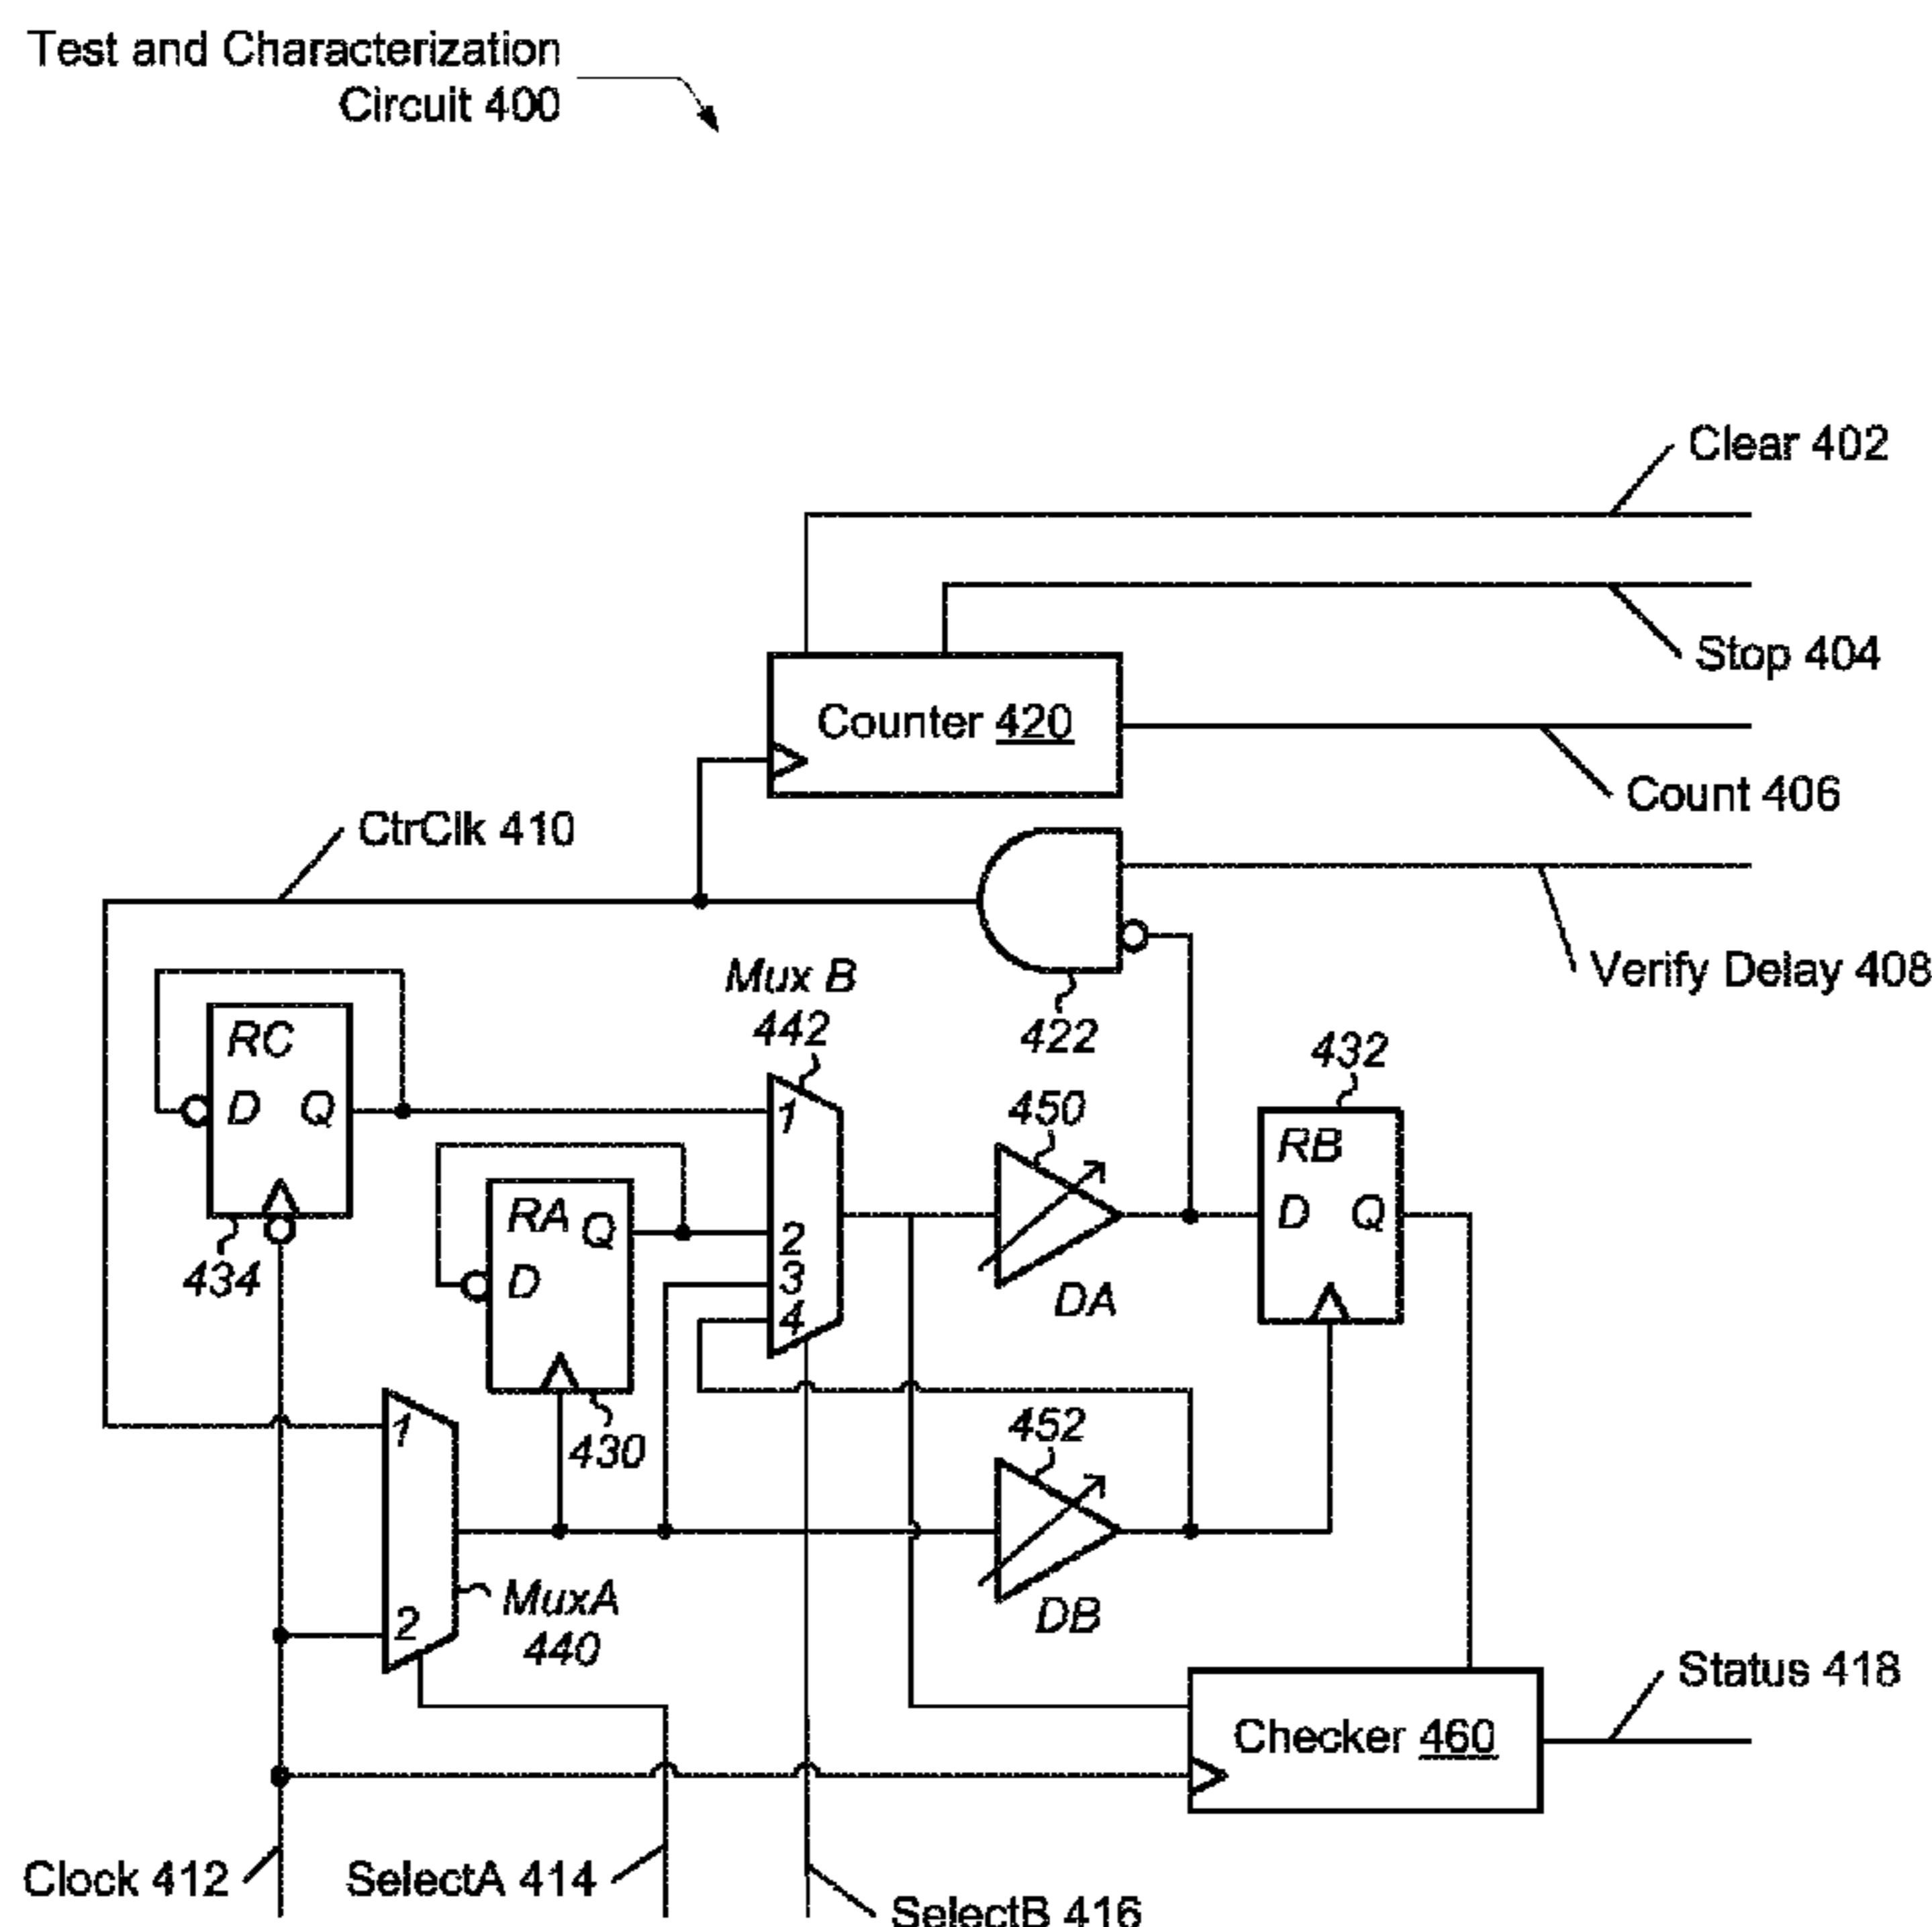 Test and Characterization
Circuit 400
Clear 402
Stop 404
Counter 420
Count 406
CtrClk 410
Verify Delay 408
Mux B
442
422
RC
D Q
434
RA Q
D
430
1
2
3
4
450
DA
432
RB
D Q
1
2
MuxA
440
452
DB
Status 418
Checker 460
Clock 412
SelectA 414
SelectB 416